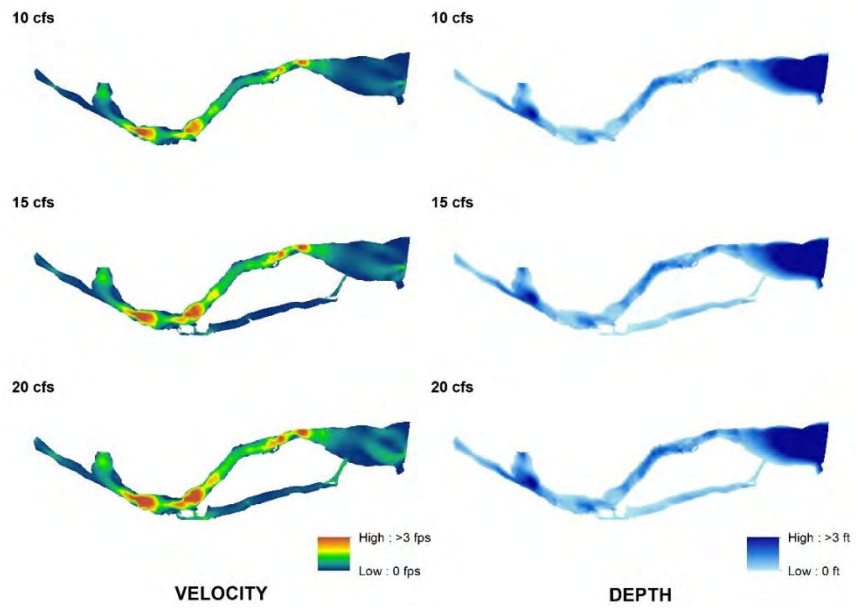 10 cfs
10 cfs
15 cfs
15 cfs
20 cfs
20 cfs
High : >3 fps
Low : 0 fps
High : >3 ft
Low : 0 ft
VELOCITY
DEPTH